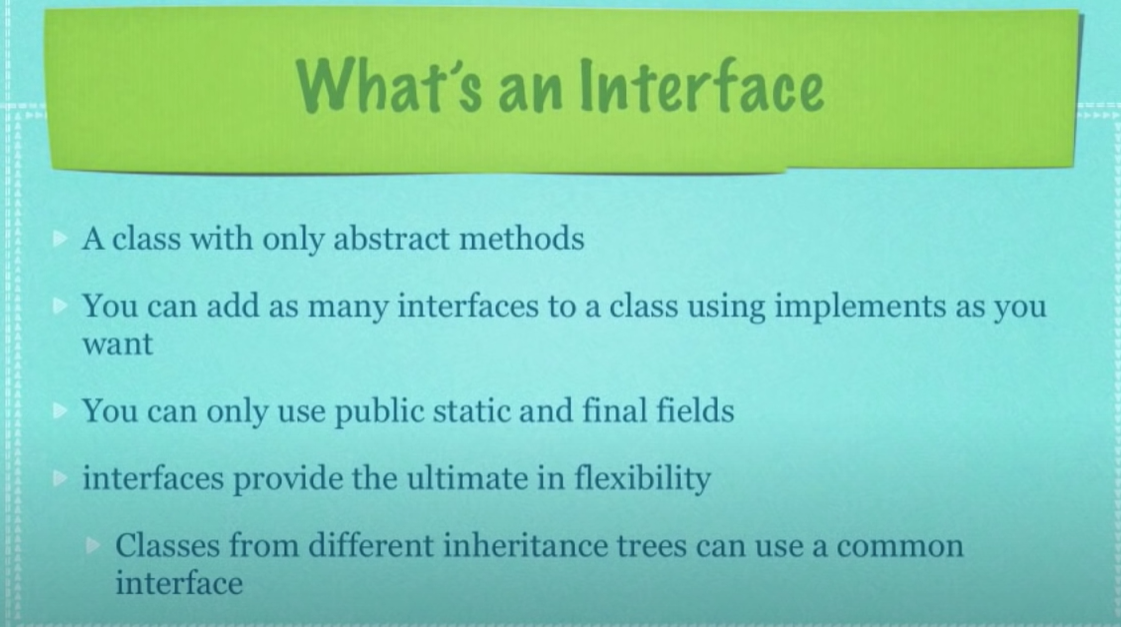 What's an Interface
A class with only abstract methods
You can add as many interfaces to a class using implements as you
want
You can only use public static and final fields
interfaces provide the ultimate in flexibility
Classes from different inheritance trees can use a common
interface